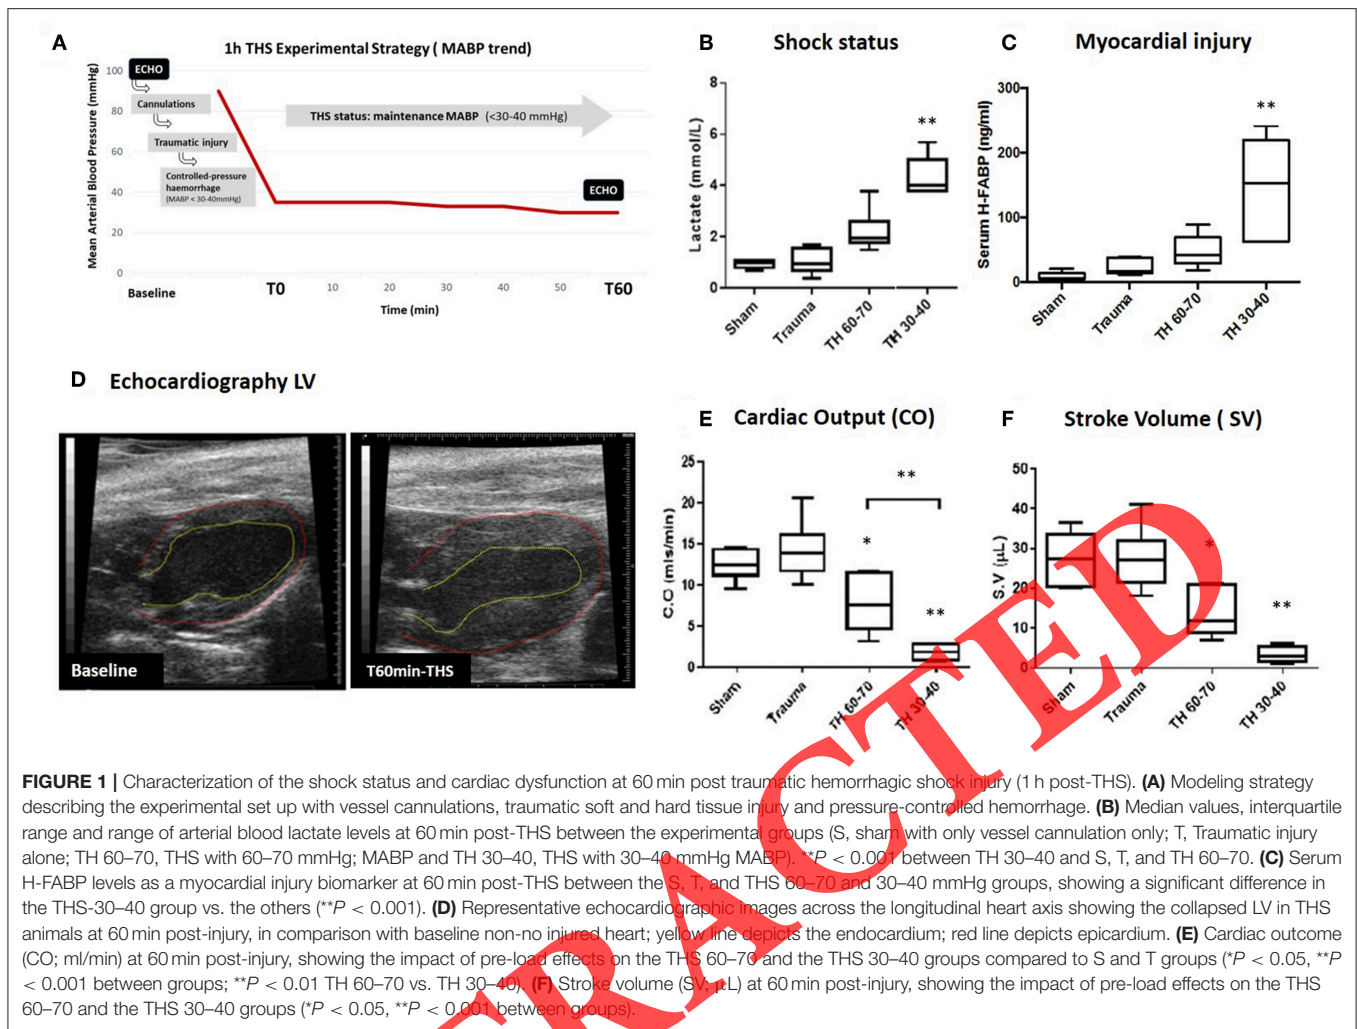 A
1h THS Experimental Strategy ( MABP trend)
Mean Arterial Blood Pressure (mmHg)
100
80
60
40
20
0
ECHO
Cannulations
Traumatic injury
Controlled-pressure
haemorrhage
(MABP < 30-40mmHg)
THS status: maintenance MABP (<30-40 mmHg)
ECHO
Baseline
T0
10
20
30
40
50
T60
Time (min)
B
Shock status
Lactate (mmol/L)
8
6
4
2
0
**
Sham
Trauma
TH 60-70
TH 30-40
C
Myocardial injury
Serum H-FABP (ng/ml)
300
200
100
0
**
Sham
Trauma
TH 60-70
TH 30-40
D
Echocardiography LV
Baseline
T60min-THS
E
Cardiac Output (CO)
C.O (mls/min)
25
20
15
10
5
0
**
*
**
Sham
Trauma
TH 60-70
TH 30-40
F
Stroke Volume ( SV)
S.V (µL)
50
40
30
20
10
0
*
**
Sham
Trauma
TH 60-70
TH 30-40
FIGURE 1 | Characterization of the shock status and cardiac dysfunction at 60 min post traumatic hemorrhagic shock injury (1 h post-THS). (A) Modeling strategy
describing the experimental set up with vessel cannulations, traumatic soft and hard tissue injury and pressure-controlled hemorrhage. (B) Median values, interquartile
range and range of arterial blood lactate levels at 60 min post-THS between the experimental groups (S, sham with only vessel cannulation only; T, Traumatic injury
alone; TH 60–70, THS with 60–70 mmHg; MABP and TH 30–40, THS with 30–40 mmHg MABP). **P < 0.001 between TH 30–40 and S, T, and TH 60–70. (C) Serum
H-FABP levels as a myocardial injury biomarker at 60 min post-THS between the S, T, and THS 60–70 and 30–40 mmHg groups, showing a significant difference in
the THS-30–40 group vs. the others (**P < 0.001). (D) Representative echocardiographic images across the longitudinal heart axis showing the collapsed LV in THS
animals at 60 min post-injury, in comparison with baseline non-no injured heart; yellow line depicts the endocardium; red line depicts epicardium. (E) Cardiac outcome
(CO; ml/min) at 60 min post-injury, showing the impact of pre-load effects on the THS 60–70 and the THS 30–40 groups compared to S and T groups (*P < 0.05, **P
< 0.001 between groups; **P < 0.01 TH 60–70 vs. TH 30–40). (F) Stroke volume (SV; µL) at 60 min post-injury, showing the impact of pre-load effects on the THS
60–70 and the THS 30–40 groups (*P < 0.05, **P < 0.001 between groups).
RACTED